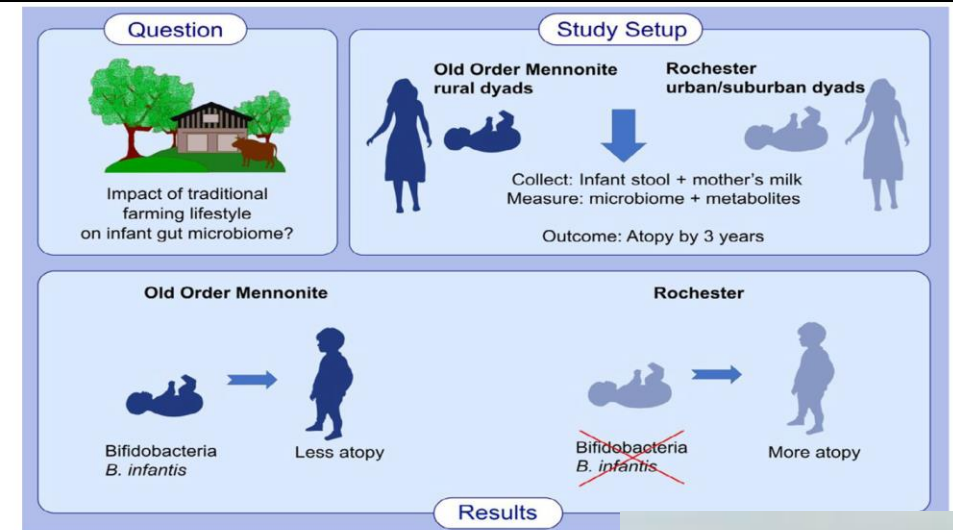 Question
Impact of traditional
farming lifestyle
on infant gut microbiome?
Study Setup
Old Order Mennonite
rural dyads
Rochester
urban/suburban dyads
Collect: Infant stool + mother's milk
Measure: microbiome + metabolites
Outcome: Atopy by 3 years
Old Order Mennonite
Bifidobacteria
B. infantis
Less atopy
Rochester
Bifidobacteria
B. infantis
More atopy
Results